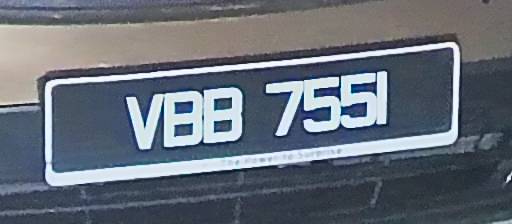 VBB 7551
The Power to Surprise